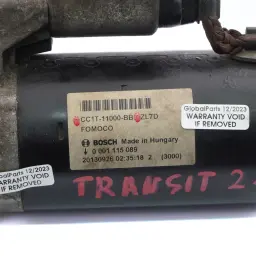 CC1T-11000-BB ZLTD
FOMOCO
BOSCH Made in Hungary
0 001 115 089
20130926 02:35:18 2 (3000)
GlobalParts 12/2023
WARRANTY VOID
IF REMOVED
GlobalParts 12/2023
WARRANTY VOID
IF REMOVED
TRANSIT 2.